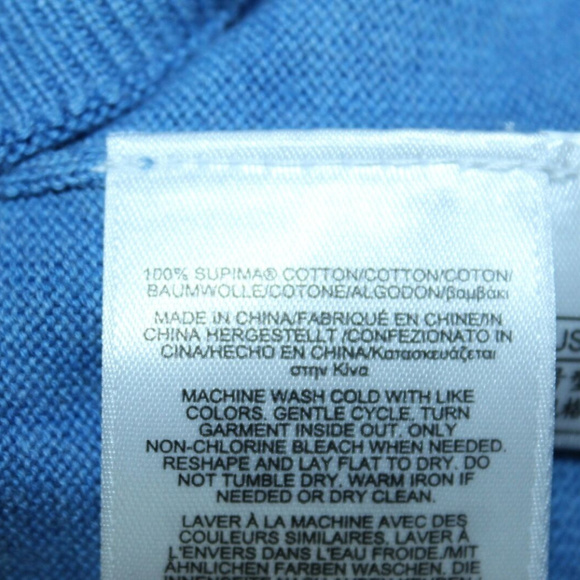 100% SUPIMA® COTTON/COTTON/COTON/
BAUMWOLLE/COTONE/ALGODON/βαμβάκι
MADE IN CHINA/FABRIQUÉ EN CHINE/IN
CHINA HERGESTELLT /CONFEZIONATO IN
CINA/HECHO EN CHINA/Κατασκευάζεται
στην Κίνα
MACHINE WASH COLD WITH LIKE
COLORS. GENTLE CYCLE. TURN
GARMENT INSIDE OUT. ONLY
NON-CHLORINE BLEACH WHEN NEEDED.
RESHAPE AND LAY FLAT TO DRY. DO
NOT TUMBLE DRY. WARM IRON IF
NEEDED OR DRY CLEAN.
LAVER À LA MACHINE AVEC DES
COULEURS SIMILAIRES. LAVER À
L'ENVERS DANS L'EAU FROIDE./MIT
ÄHNLICHEN FARBEN WASCHEN. DIE
US